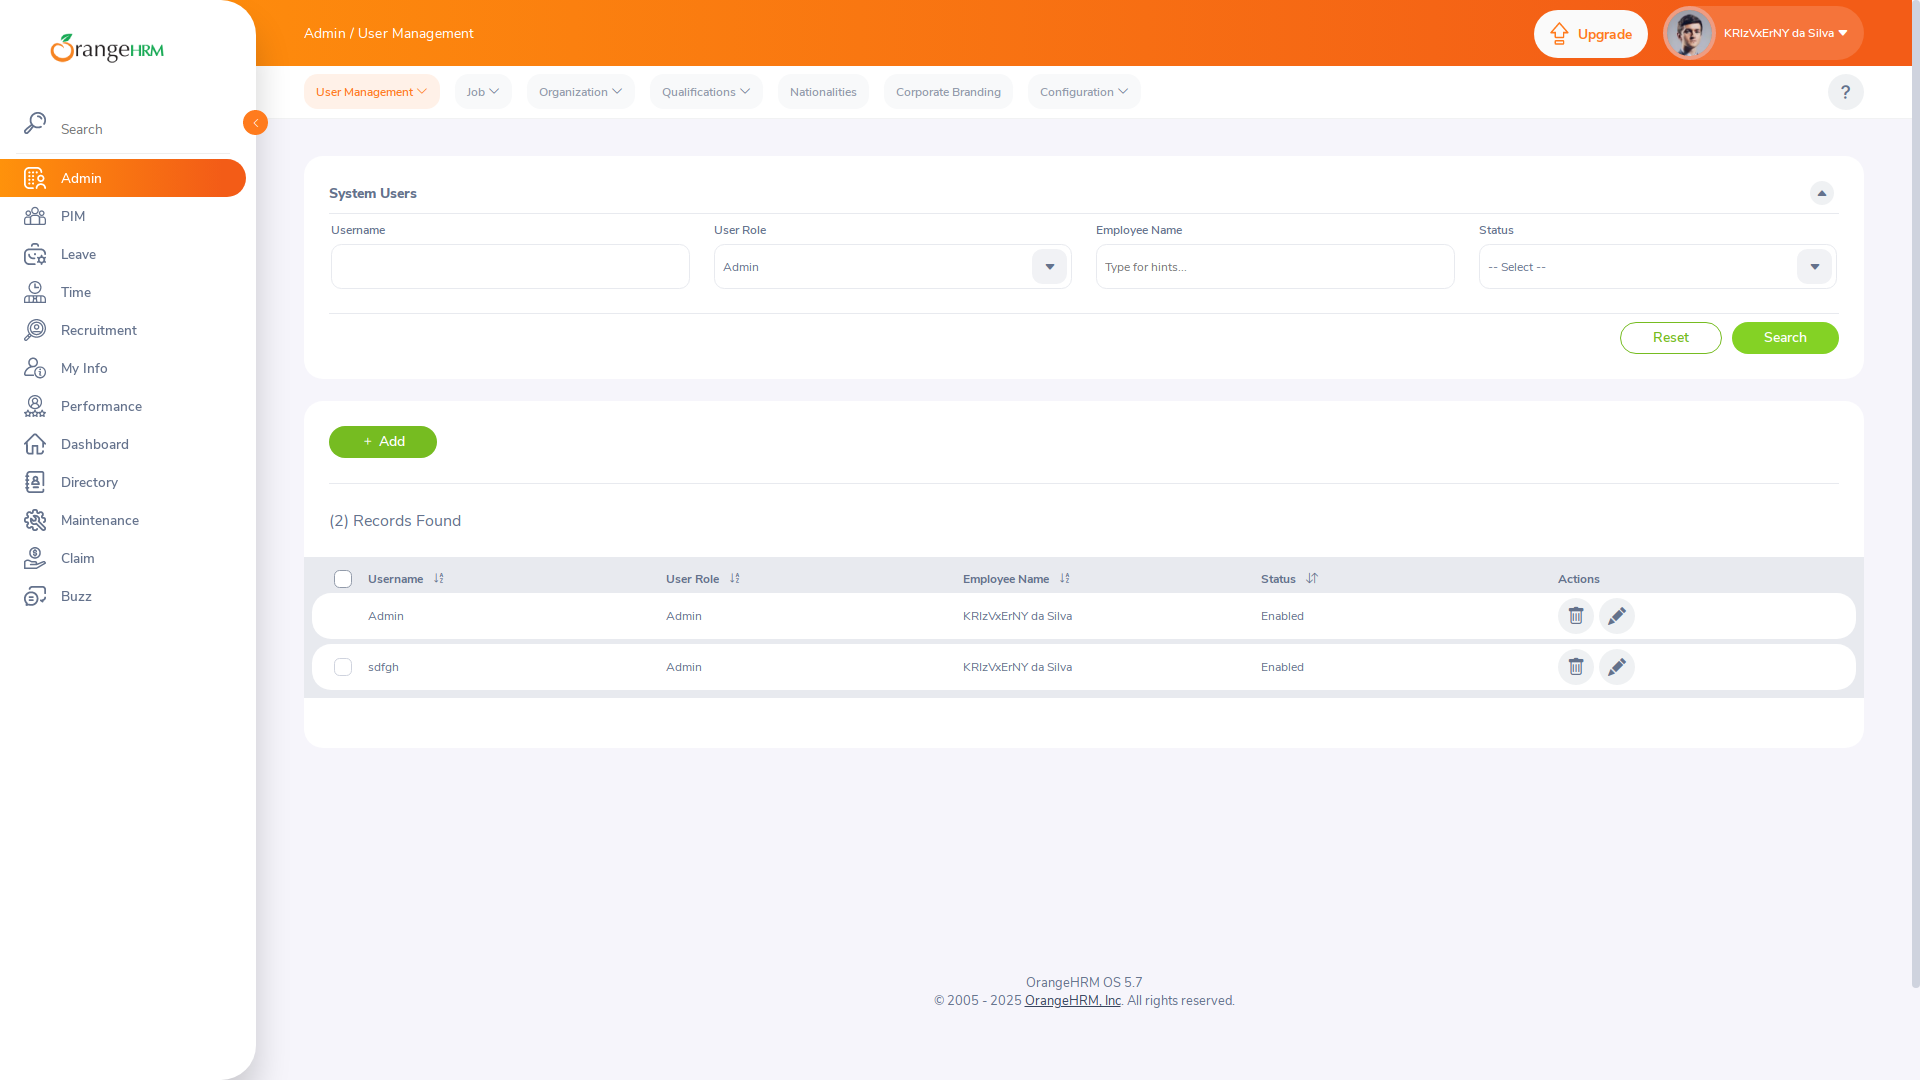 OrangeHRM
Admin / User Management
Upgrade
KRlzVxErNY da Silva
User Management
Job
Organization
Qualifications
Nationalities
Corporate Branding
Configuration
?
Search
Admin
PIM
Leave
Time
Recruitment
My Info
Performance
Dashboard
Directory
Maintenance
Claim
Buzz
System Users
Username
User Role
Employee Name
Status
Admin
Type for hints...
-- Select --
Reset
Search
+ Add
(2) Records Found
Username User Role Employee Name Status Actions
Admin Admin KRlzVxErNY da Silva Enabled
sdfgh Admin KRlzVxErNY da Silva Enabled
OrangeHRM OS 5.7
© 2005 - 2025 OrangeHRM, Inc. All rights reserved.